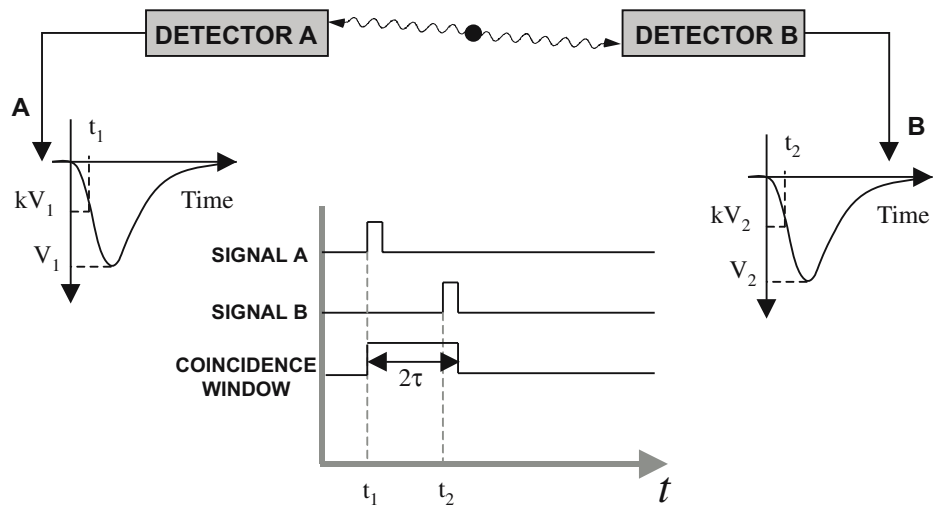 DETECTOR A
DETECTOR B
A
B
t₁
t₂
kV₁
Time
kV₂
Time
V₁
V₂
SIGNAL A
SIGNAL B
COINCIDENCE
WINDOW
2τ
t₁
t₂
t